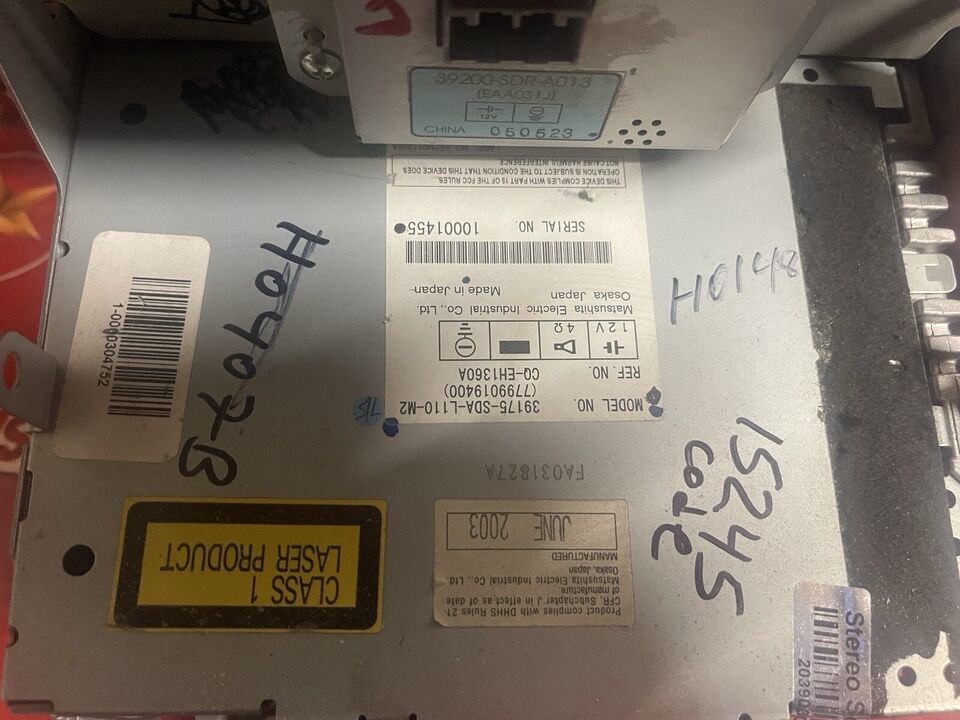 39200-SDR-A013
(EAA031J)
12V
CHINA 050523
THIS DEVICE COMPLIES WITH PART 15 OF THE FCC RULES.
OPERATION IS SUBJECT TO THE CONDITION THAT THIS DEVICE DOES
NOT CAUSE HARMFUL INTERFERENCE
SERIAL NO. 10001455
Made in Japan
Matsushita Electric Industrial Co., Ltd.
Osaka Japan
12V
4Ω
REF. NO. CQ-EH1360A
(7799019400)
MODEL NO. 39175-SDA-L110-M2
1-0000304752
H0407B
H0148
15245
CODE
FA031827A
CLASS 1
LASER PRODUCT
Product complies with DHHS Rules 21
CFR, Subchapter J in effect as of date
of manufacture
Matsushita Electric Industrial Co., Ltd.
Osaka, Japan
MANUFACTURED
JUNE 2003
Stereo S
20390